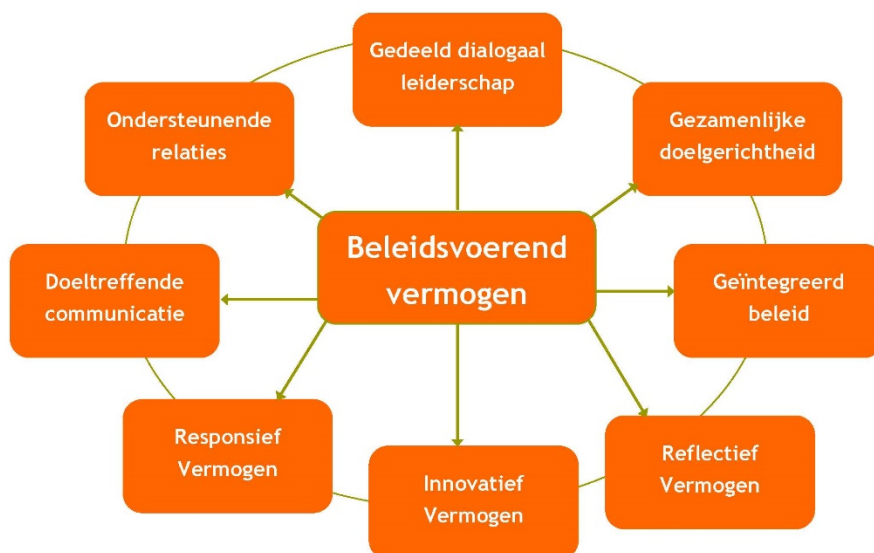 Gedeeld dialogaal
leiderschap
Ondersteunende
relaties
Gezamenlijke
doelgerichtheid
Beleidsvoerend
vermogen
Doeltreffende
communicatie
Geïntegreerd
beleid
Responsief
Vermogen
Innovatief
Vermogen
Reflectief
Vermogen